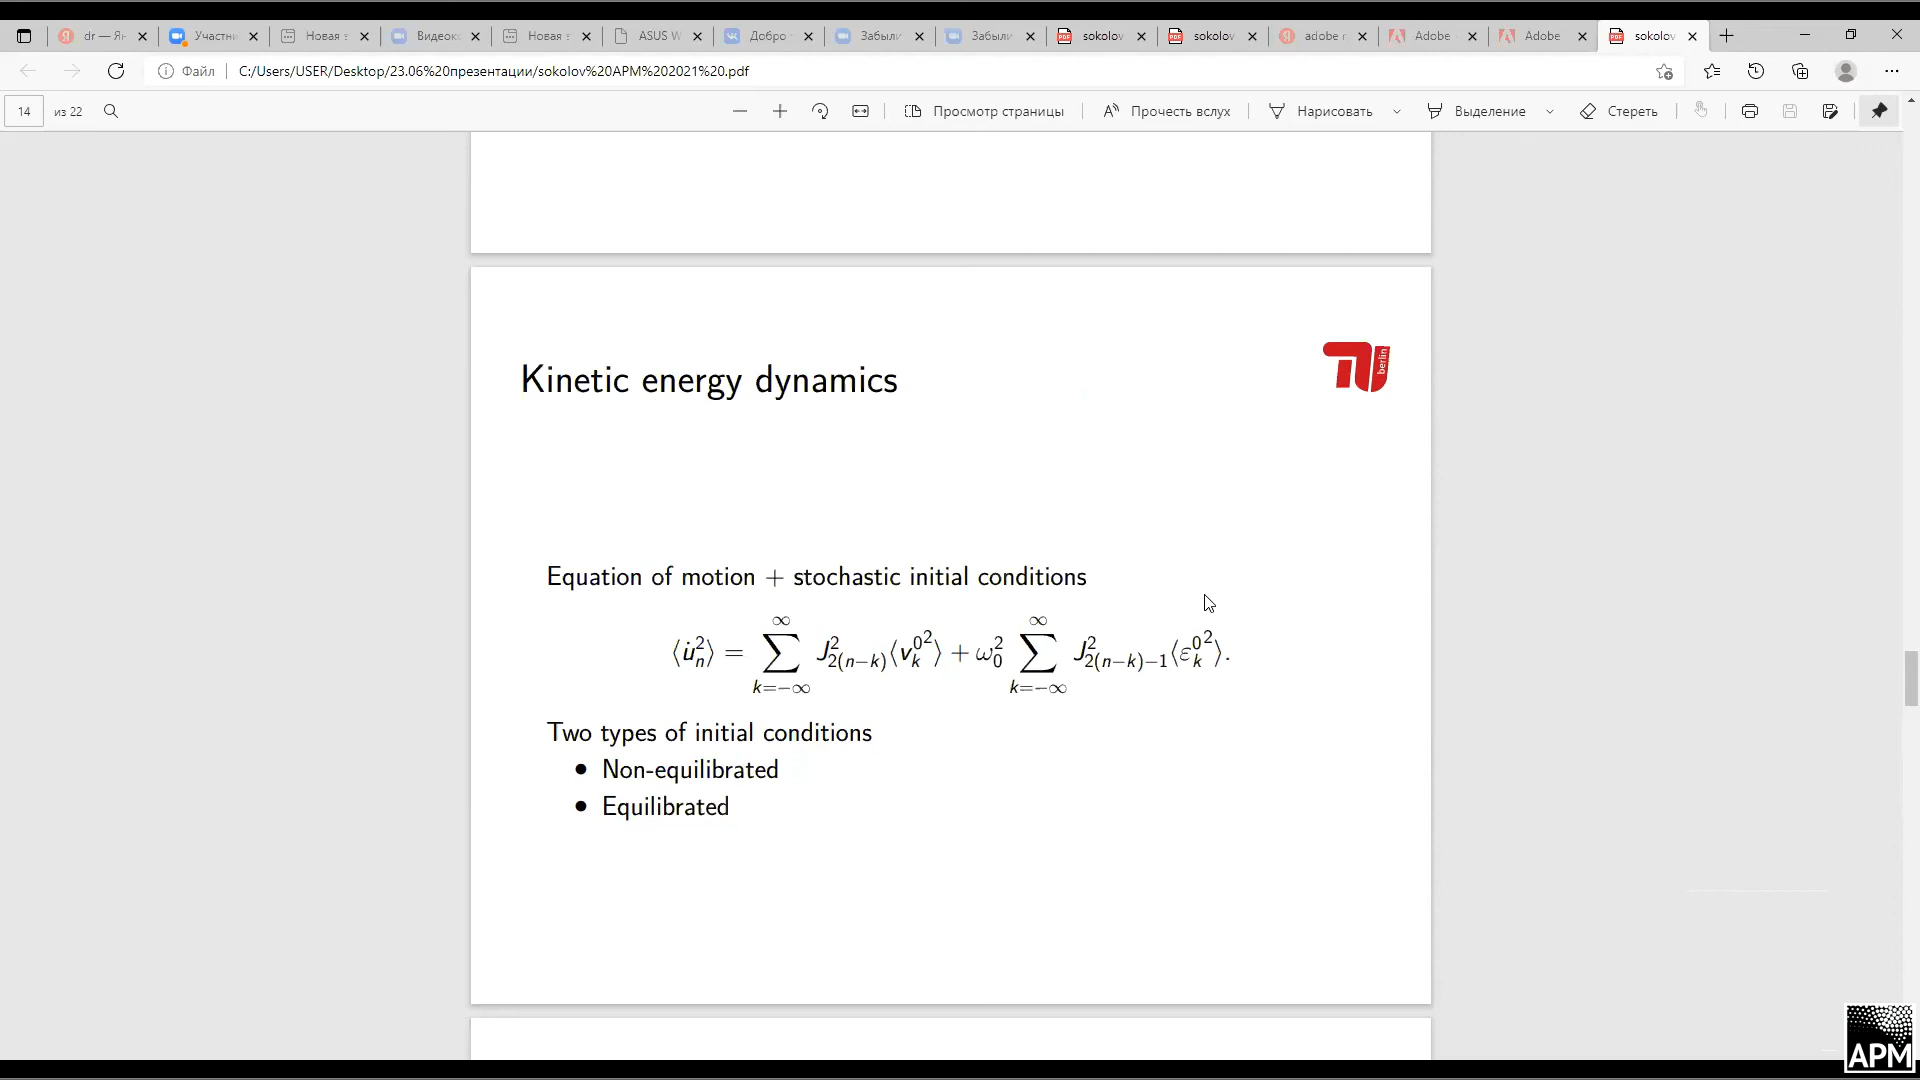 dr — Ян
Участни
Новая в
Видеокс
Новая в
ASUS W
Добро
Забыли
Забыли
sokolov
sokolov
adobe r
Adobe
Adobe
sokolov
Файл
C:/Users/USER/Desktop/23.06%20презентации/sokolov%20APM%202021%20.pdf
14 из 22
Просмотр страницы
Прочесть вслух
Нарисовать
Выделение
Стереть
Kinetic energy dynamics
berlin
Equation of motion + stochastic initial conditions
⟨u̇ₙ²⟩ = ∑_{k=−∞}^{∞} J²_{2(n−k)}⟨v_k^{0 2}⟩ + ω₀² ∑_{k=−∞}^{∞} J²_{2(n−k)−1}⟨ε_k^{0 2}⟩.
Two types of initial conditions
• Non-equilibrated
• Equilibrated
APM